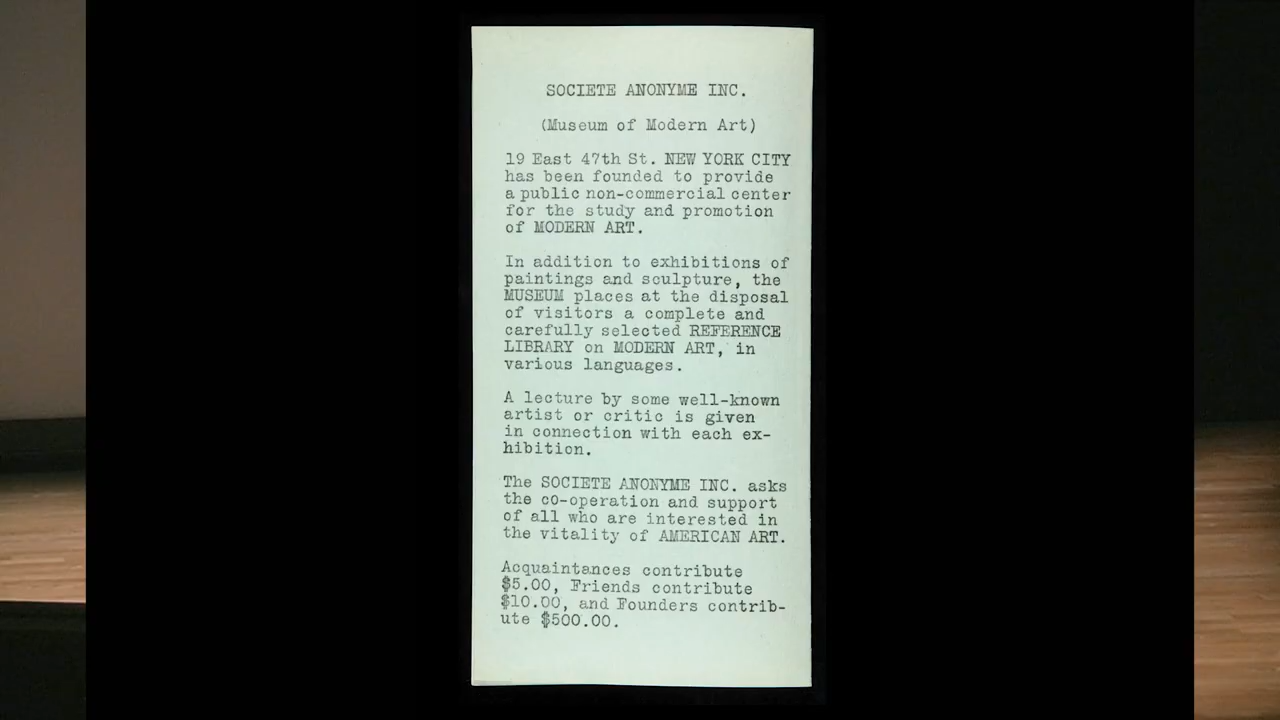 SOCIETE ANONYME INC.
(Museum of Modern Art)
19 East 47th St. NEW YORK CITY
has been founded to provide
a public non-commercial center
for the study and promotion
of MODERN ART.
In addition to exhibitions of
paintings and sculpture, the
MUSEUM places at the disposal
of visitors a complete and
carefully selected REFERENCE
LIBRARY on MODERN ART, in
various languages.
A lecture by some well-known
artist or critic is given
in connection with each ex-
hibition.
The SOCIETE ANONYME INC. asks
the co-operation and support
of all who are interested in
the vitality of AMERICAN ART.
Acquaintances contribute
$5.00, Friends contribute
$10.00, and Founders contrib-
ute $500.00.